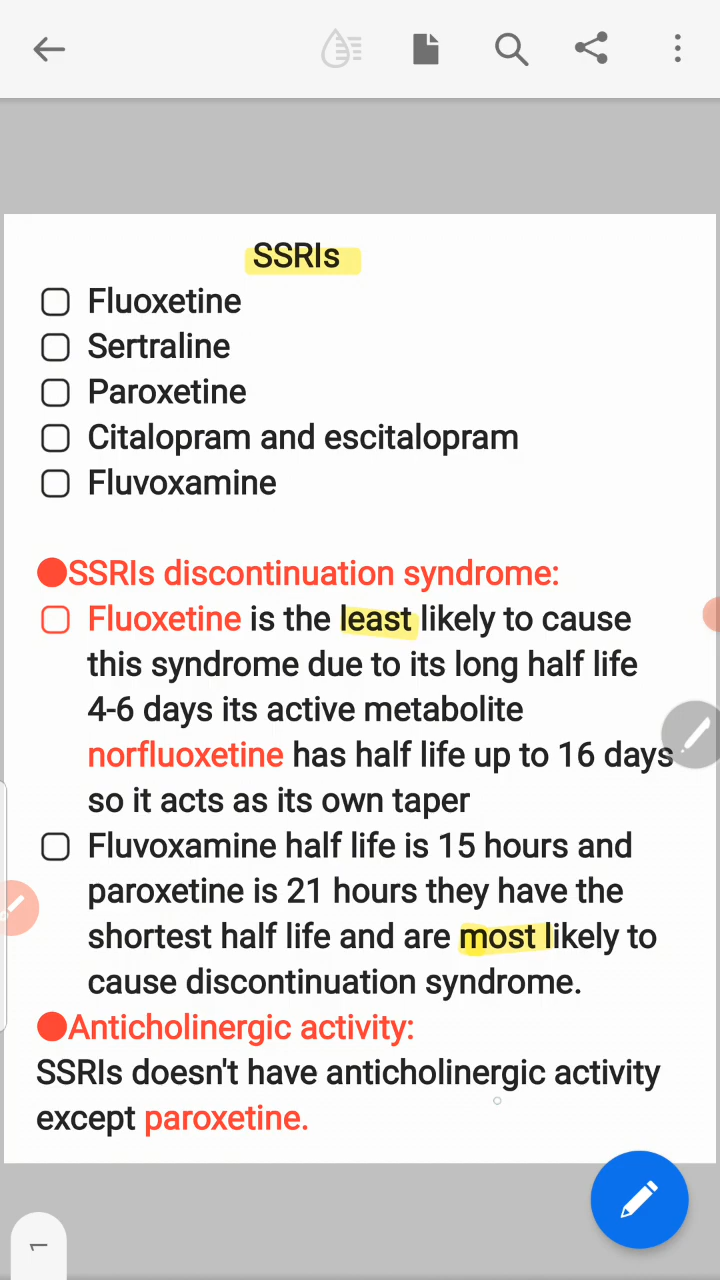 SSRIs
Fluoxetine
Sertraline
Paroxetine
Citalopram and escitalopram
Fluvoxamine
SSRIs discontinuation syndrome:
Fluoxetine is the least likely to cause
this syndrome due to its long half life
4-6 days its active metabolite
norfluoxetine has half life up to 16 days
so it acts as its own taper
Fluvoxamine half life is 15 hours and
paroxetine is 21 hours they have the
shortest half life and are most likely to
cause discontinuation syndrome.
Anticholinergic activity:
SSRIs doesn't have anticholinergic activity
except paroxetine.
1